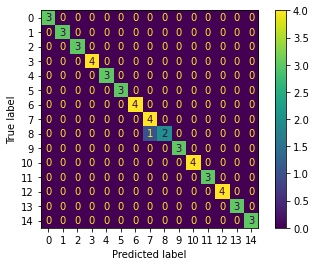 True label
0 3 0 0 0 0 0 0 0 0 0 0 0 0 0 0
1 0 3 0 0 0 0 0 0 0 0 0 0 0 0 0
2 0 0 3 0 0 0 0 0 0 0 0 0 0 0 0
3 0 0 0 4 0 0 0 0 0 0 0 0 0 0 0
4 0 0 0 0 3 0 0 0 0 0 0 0 0 0 0
5 0 0 0 0 0 3 0 0 0 0 0 0 0 0 0
6 0 0 0 0 0 0 4 0 0 0 0 0 0 0 0
7 0 0 0 0 0 0 0 4 0 0 0 0 0 0 0
8 0 0 0 0 0 0 0 1 2 0 0 0 0 0 0
9 0 0 0 0 0 0 0 0 0 3 0 0 0 0 0
10 0 0 0 0 0 0 0 0 0 0 4 0 0 0 0
11 0 0 0 0 0 0 0 0 0 0 0 3 0 0 0
12 0 0 0 0 0 0 0 0 0 0 0 0 4 0 0
13 0 0 0 0 0 0 0 0 0 0 0 0 0 3 0
14 0 0 0 0 0 0 0 0 0 0 0 0 0 0 3
0 1 2 3 4 5 6 7 8 9 10 11 12 13 14
Predicted label
4.0
3.5
3.0
2.5
2.0
1.5
1.0
0.5
0.0